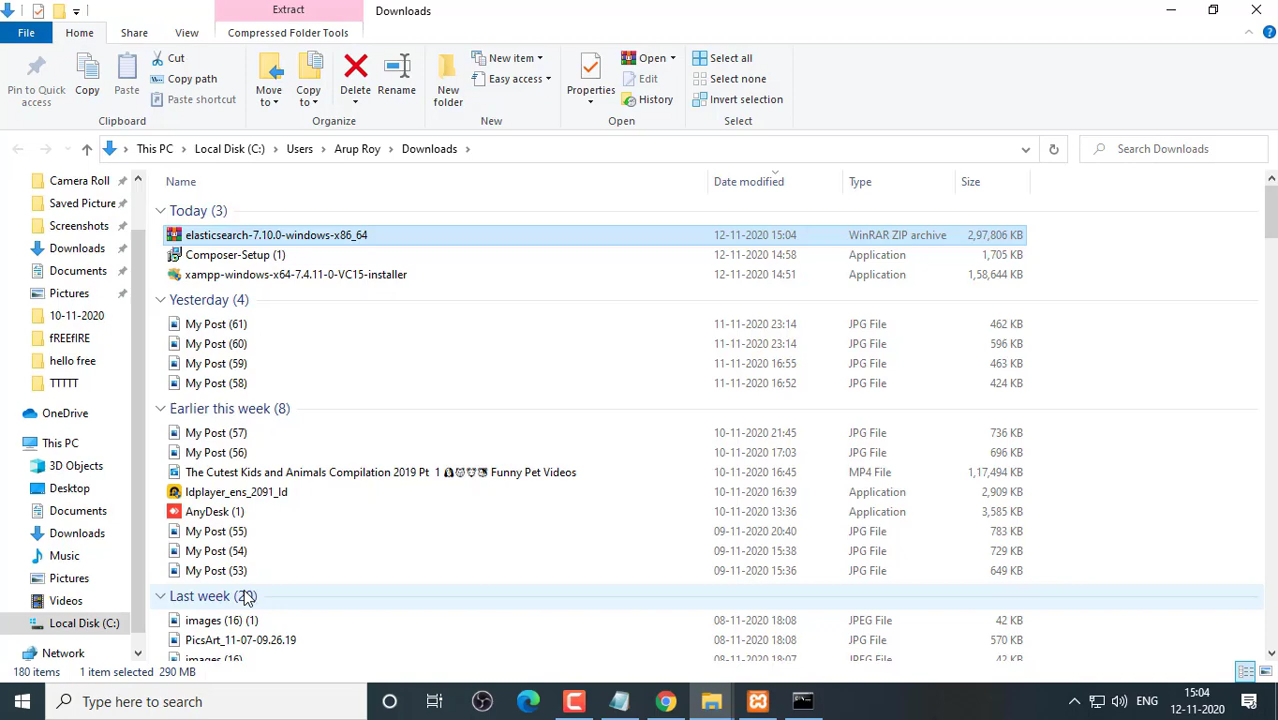 Extract
Downloads
File
Home
Share
View
Compressed Folder Tools
Pin to Quick access
Copy
Paste
Cut
Copy path
Paste shortcut
Clipboard
Move to
Copy to
Delete
Rename
Organize
New folder
New item
Easy access
New
Properties
Open
Edit
History
Open
Select all
Select none
Invert selection
Select
This PC > Local Disk (C:) > Users > Arup Roy > Downloads >
Search Downloads
Camera Roll
Saved Picture
Screenshots
Downloads
Documents
Pictures
10-11-2020
fREEfIRE
hello free
TTTTT
OneDrive
This PC
3D Objects
Desktop
Documents
Downloads
Music
Pictures
Videos
Local Disk (C:)
Network
Name Date modified Type Size
Today (3)
elasticsearch-7.10.0-windows-x86_64 12-11-2020 15:04 WinRAR ZIP archive 2,97,806 KB
Composer-Setup (1) 12-11-2020 14:58 Application 1,705 KB
xampp-windows-x64-7.4.11-0-VC15-installer 12-11-2020 14:51 Application 1,58,644 KB
Yesterday (4)
My Post (61) 11-11-2020 23:14 JPG File 462 KB
My Post (60) 11-11-2020 23:14 JPG File 596 KB
My Post (59) 11-11-2020 16:55 JPG File 463 KB
My Post (58) 11-11-2020 16:52 JPG File 424 KB
Earlier this week (8)
My Post (57) 10-11-2020 21:45 JPG File 736 KB
My Post (56) 10-11-2020 17:03 JPG File 696 KB
The Cutest Kids and Animals Compilation 2019 Pt 1 Funny Pet Videos 10-11-2020 16:45 MP4 File 1,17,494 KB
ldplayer_ens_2091_ld 10-11-2020 16:39 Application 2,909 KB
AnyDesk (1) 10-11-2020 13:36 Application 3,585 KB
My Post (55) 09-11-2020 20:40 JPG File 783 KB
My Post (54) 09-11-2020 15:38 JPG File 729 KB
My Post (53) 09-11-2020 15:36 JPG File 649 KB
Last week
images (16) (1) 08-11-2020 18:08 JPEG File 42 KB
PicsArt_11-07-09.26.19 08-11-2020 18:08 JPG File 570 KB
images (16) 08-11-2020 18:07 JPEG File 42 KB
180 items 1 item selected 290 MB
Type here to search
ENG
15:04
12-11-2020